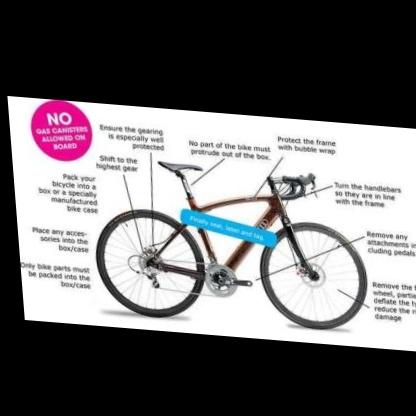 NO
GAS CANISTERS
ALLOWED ON
BOARD
Ensure the gearing
is especially well
protected
Shift to the
highest gear
Pack your
bicycle into a
box or a specially
manufactured
bike case
Place any acces-
sories into the
box/case
Only bike parts must
be packed into the
box/case
No part of the bike must
protrude out of the box.
Protect the frame
with bubble wrap
Turn the handlebars
so they are in line
with the frame
Finally seal, label and tag.
Remove any
attachments in
cluding pedals
Remove the f
wheel, partia
deflate the ty
reduce the ri
damage